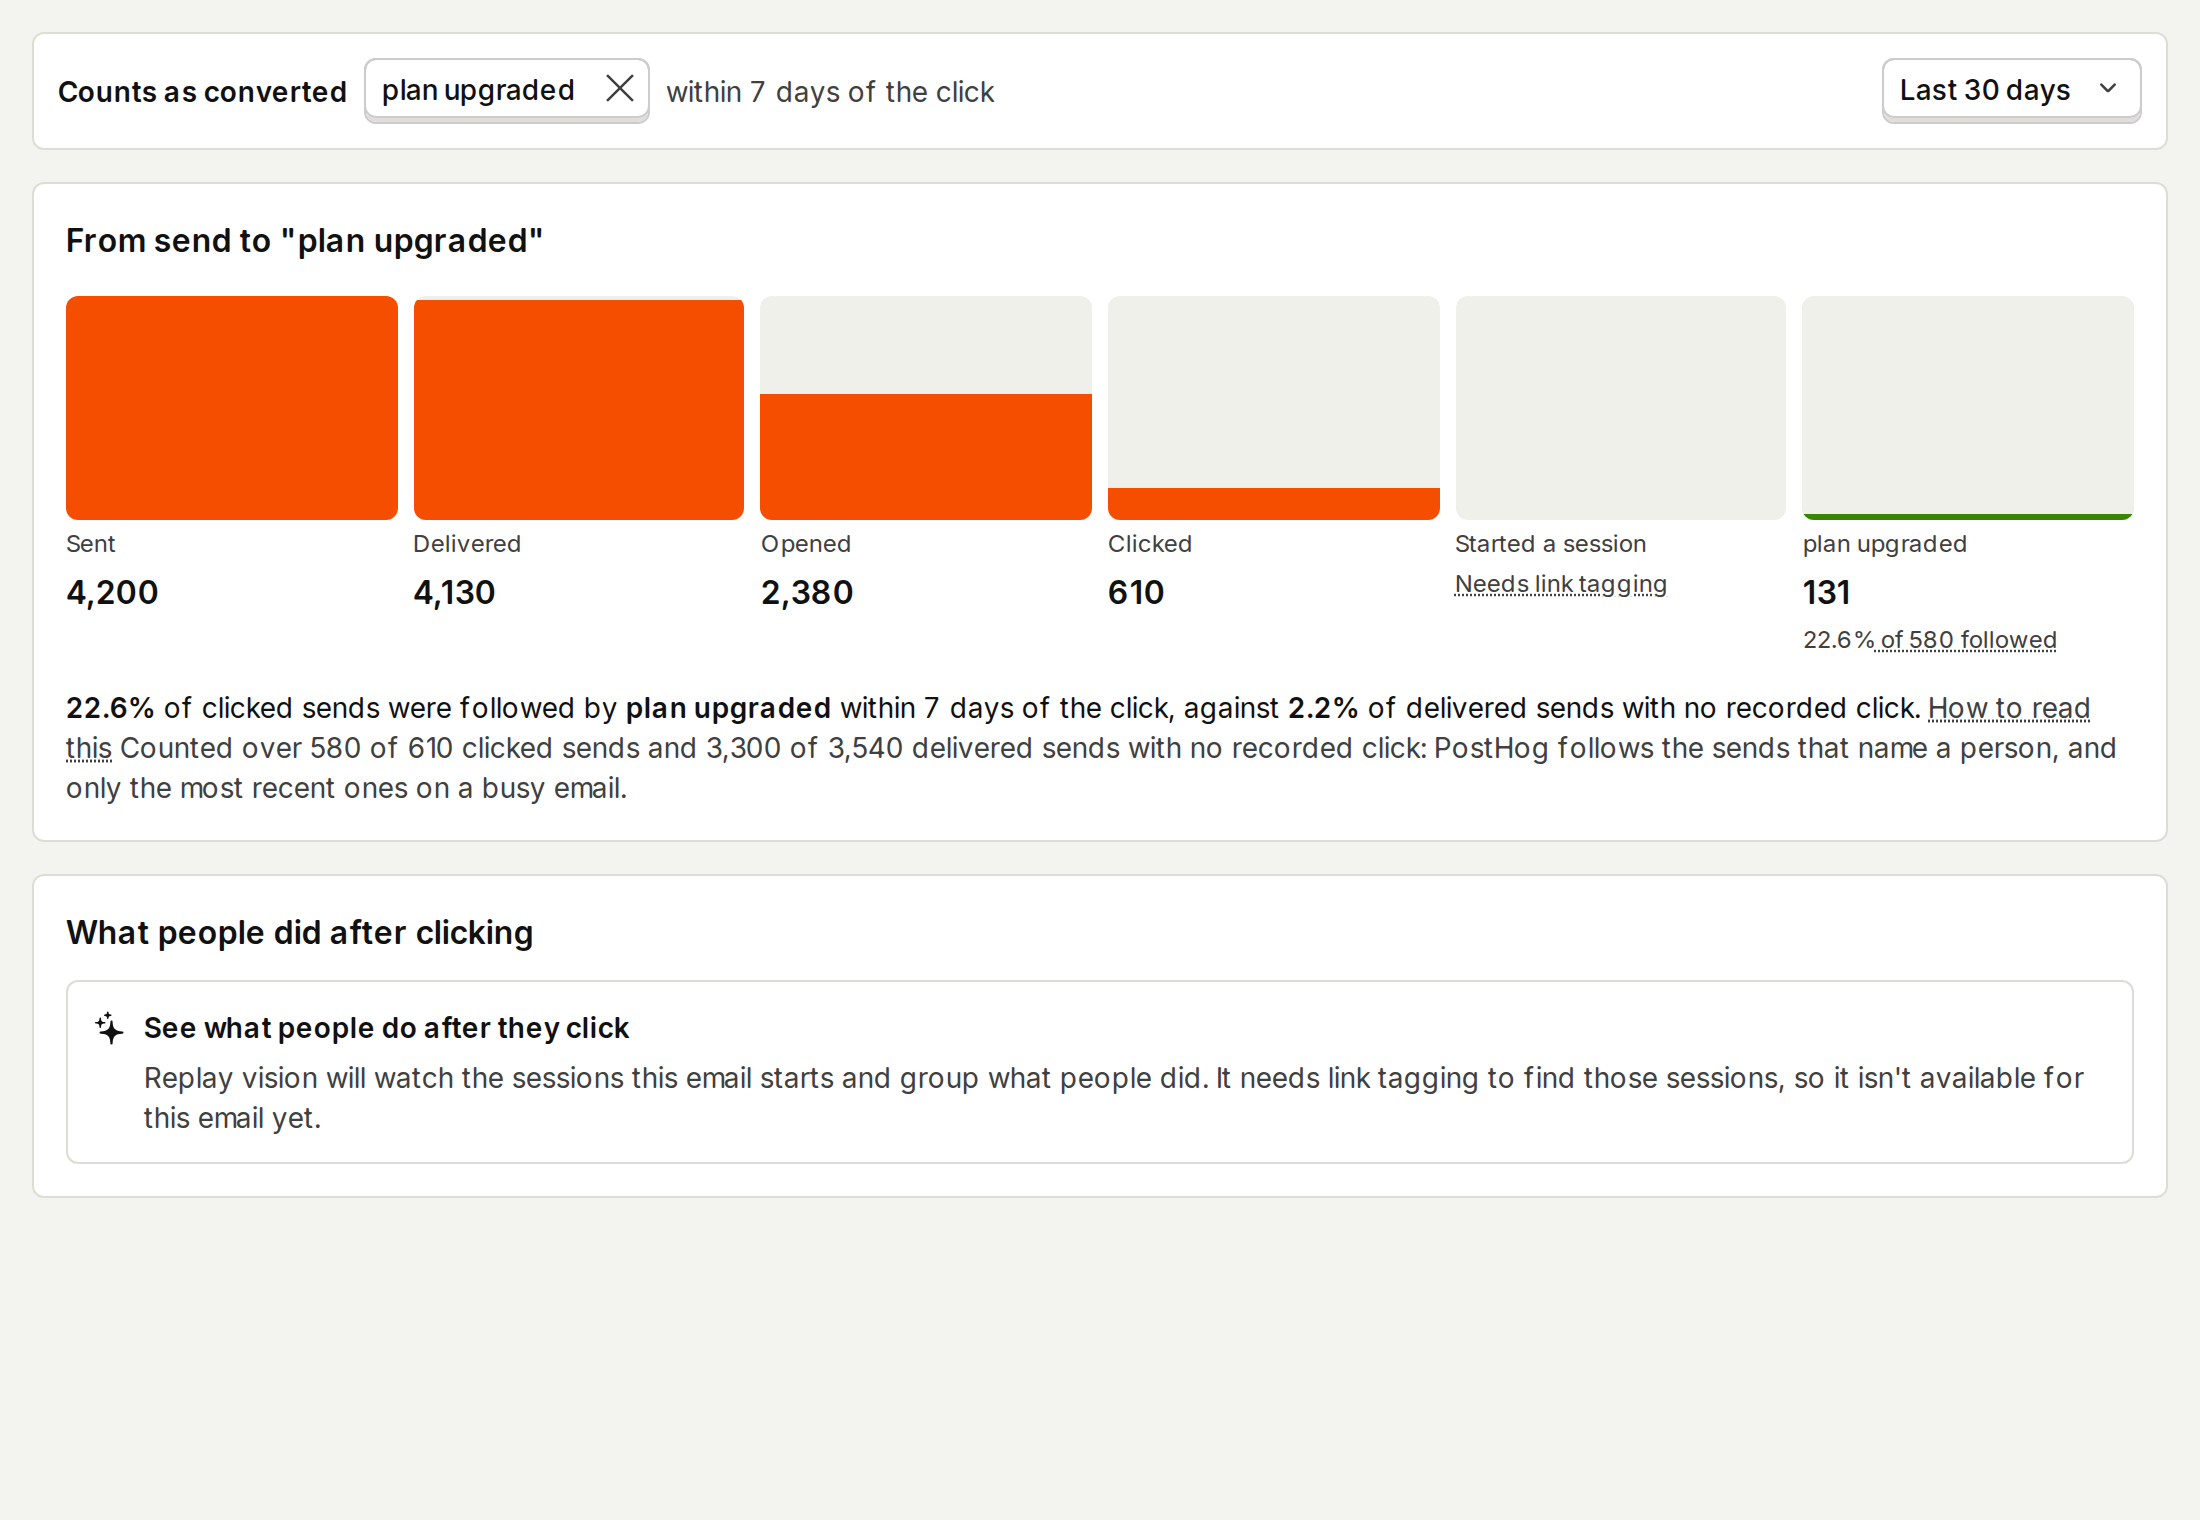 Counts as converted plan upgraded within 7 days of the click Last 30 days
From send to "plan upgraded"
Sent Delivered Opened Clicked Started a session plan upgraded
4,200 4,130 2,380 610 Needs link tagging 131
22.6% of 580 followed
22.6% of clicked sends were followed by plan upgraded within 7 days of the click, against 2.2% of delivered sends with no recorded click. How to read
this Counted over 580 of 610 clicked sends and 3,300 of 3,540 delivered sends with no recorded click: PostHog follows the sends that name a person, and
only the most recent ones on a busy email.
What people did after clicking
See what people do after they click
Replay vision will watch the sessions this email starts and group what people did. It needs link tagging to find those sessions, so it isn't available for
this email yet.